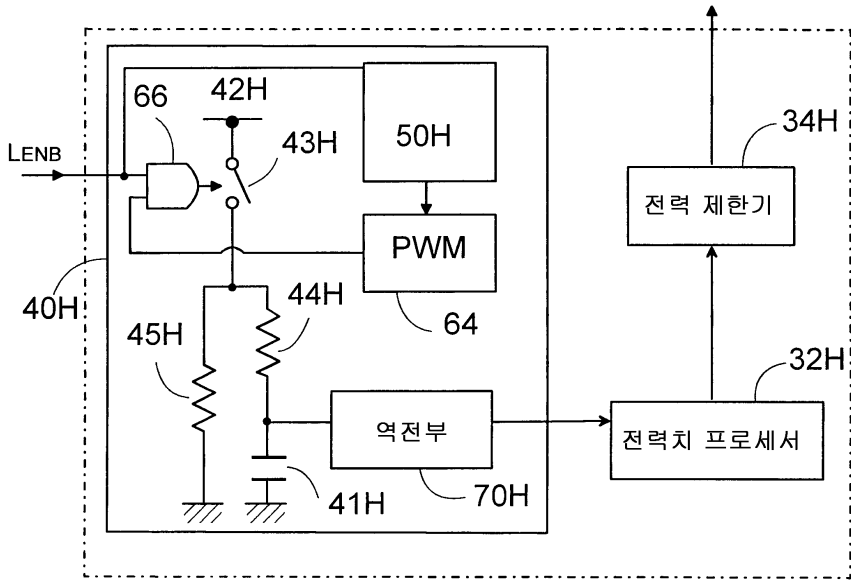 66
42H
43H
50H
34H
LENB
전력 제한기
PWM
40H
44H
64
45H
32H
역전부
전력치 프로세서
41H
70H